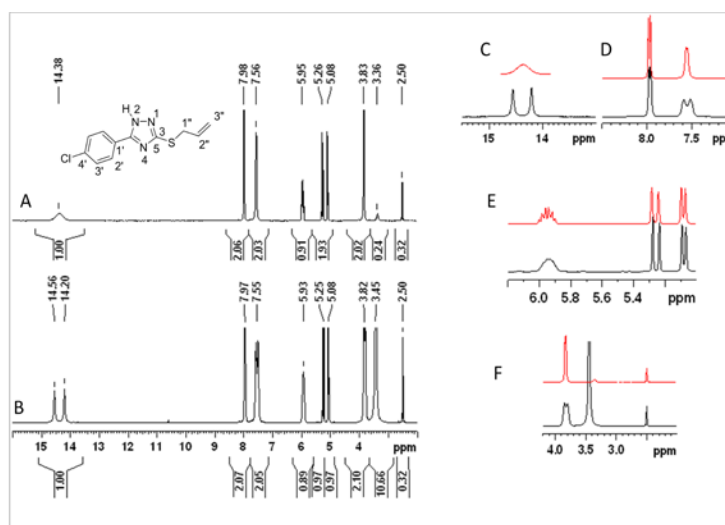 14.38
7.98
7.56
5.95
5.26
5.08
3.83
3.36
2.50
H
N
2
1
N
3
5
4
N
S
1"
2"
3"
1'
2'
3'
4'
Cl
A
1.00
2.06
2.03
0.91
1.93
2.02
0.24
0.32
14.56
14.20
7.97
7.55
5.93
5.25
5.08
3.82
3.45
2.50
B
15 14 13 12 11 10 9 8 7 6 5 4 ppm
1.00
2.07
2.05
0.89
0.97
0.97
2.10
10.66
0.32
C
15 14 ppm
D
8.0 7.5 ppm
E
6.0 5.8 5.6 5.4 ppm
F
4.0 3.5 3.0 ppm